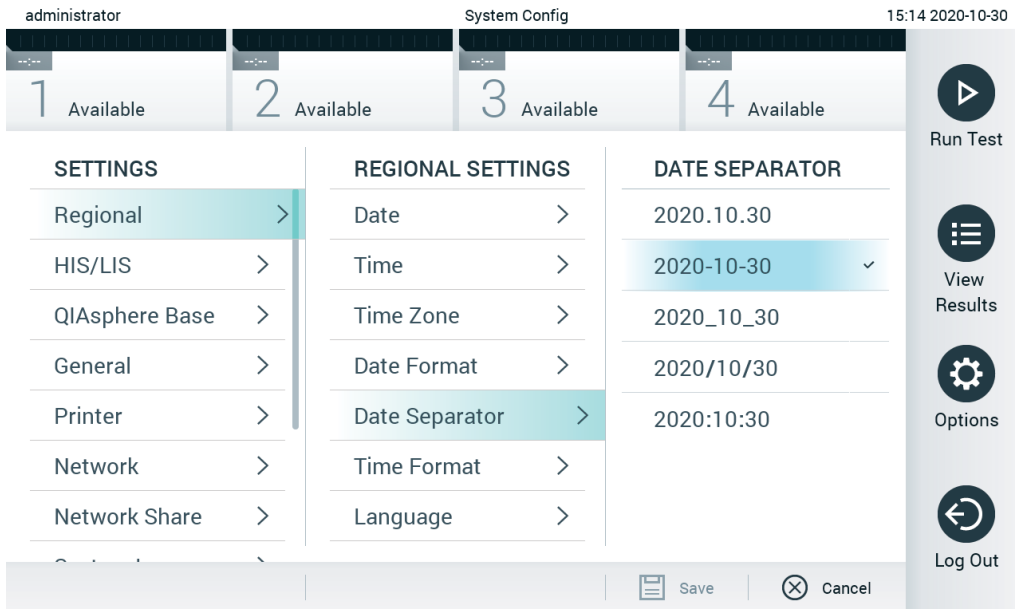 administrator
System Config
15:14 2020-10-30
--:--
--:--
--:--
--:--
1 Available
2 Available
3 Available
4 Available
Run Test
View
Results
Options
Log Out
SETTINGS
Regional
HIS/LIS
QIAsphere Base
General
Printer
Network
Network Share
REGIONAL SETTINGS
Date
Time
Time Zone
Date Format
Date Separator
Time Format
Language
DATE SEPARATOR
2020.10.30
2020-10-30
2020_10_30
2020/10/30
2020:10:30
Save
Cancel